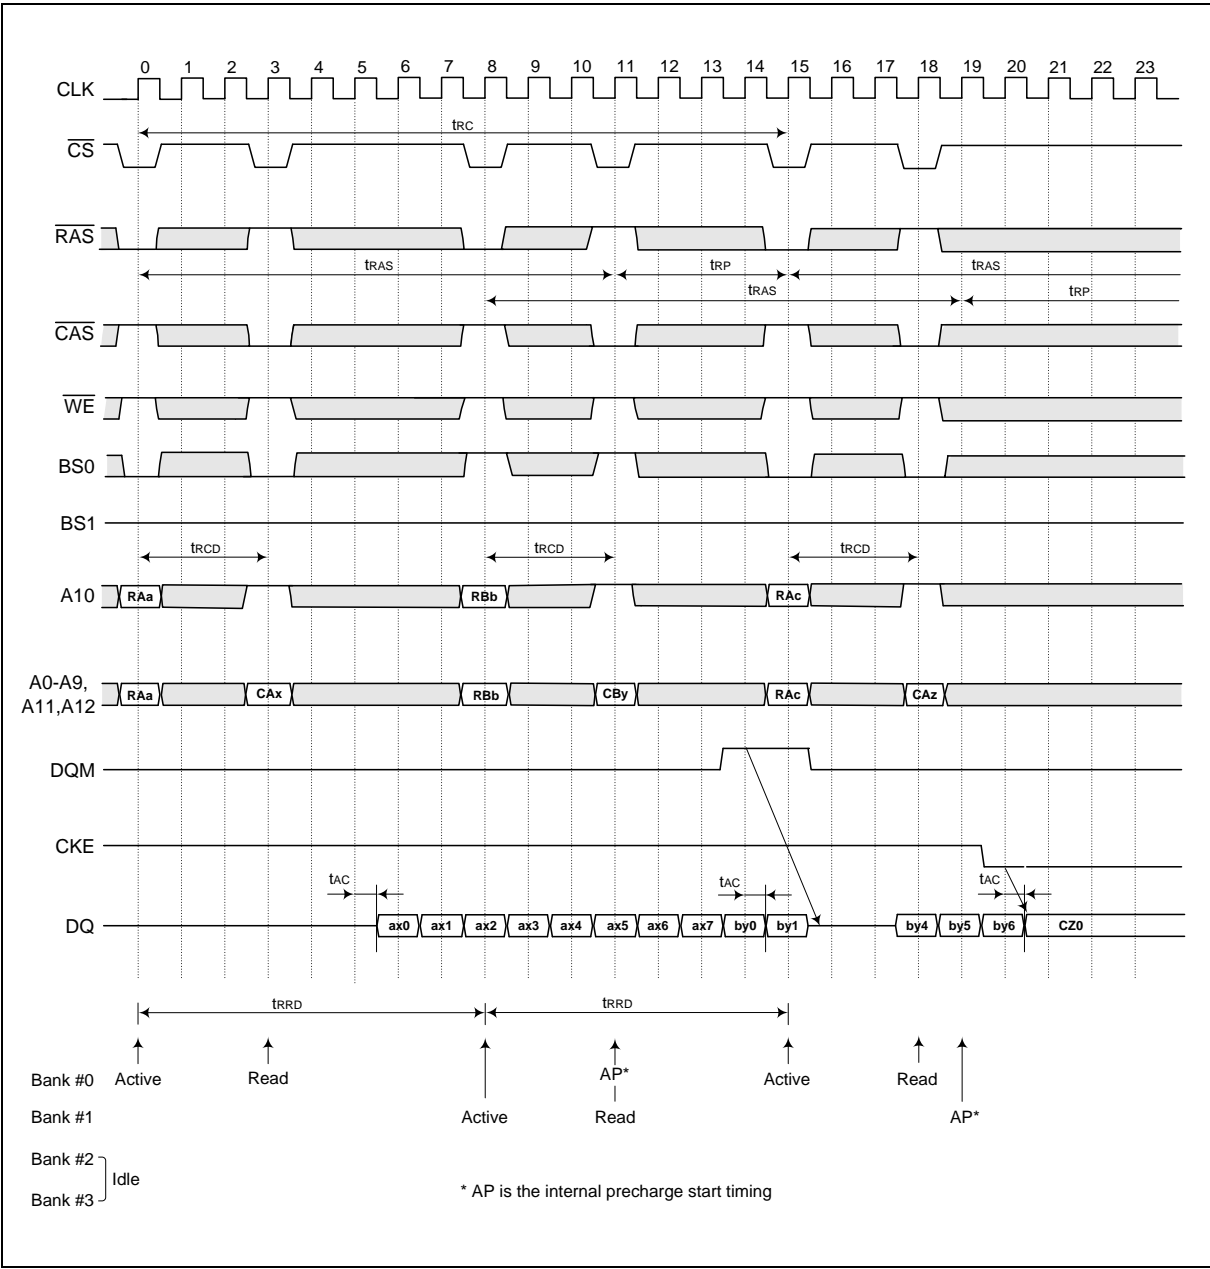 0 1 2 3 4 5 6 7 8 9 10 11 12 13 14 15 16 17 18 19 20 21 22 23
CLK
tRC
CS
RAS
tRAS tRP tRAS
tRAS tRP
CAS
WE
BS0
BS1
tRCD tRCD tRCD
A10 RAa RBb RAc
A0-A9,
A11,A12 RAa CAx RBb CBy RAc CAz
DQM
CKE
tAC tAC tAC
DQ ax0 ax1 ax2 ax3 ax4 ax5 ax6 ax7 by0 by1 by4 by5 by6 CZ0
tRRD tRRD
Bank #0 Active Read AP* Active Read
Bank #1 Active Read AP*
Bank #2
Idle
Bank #3
* AP is the internal precharge start timing